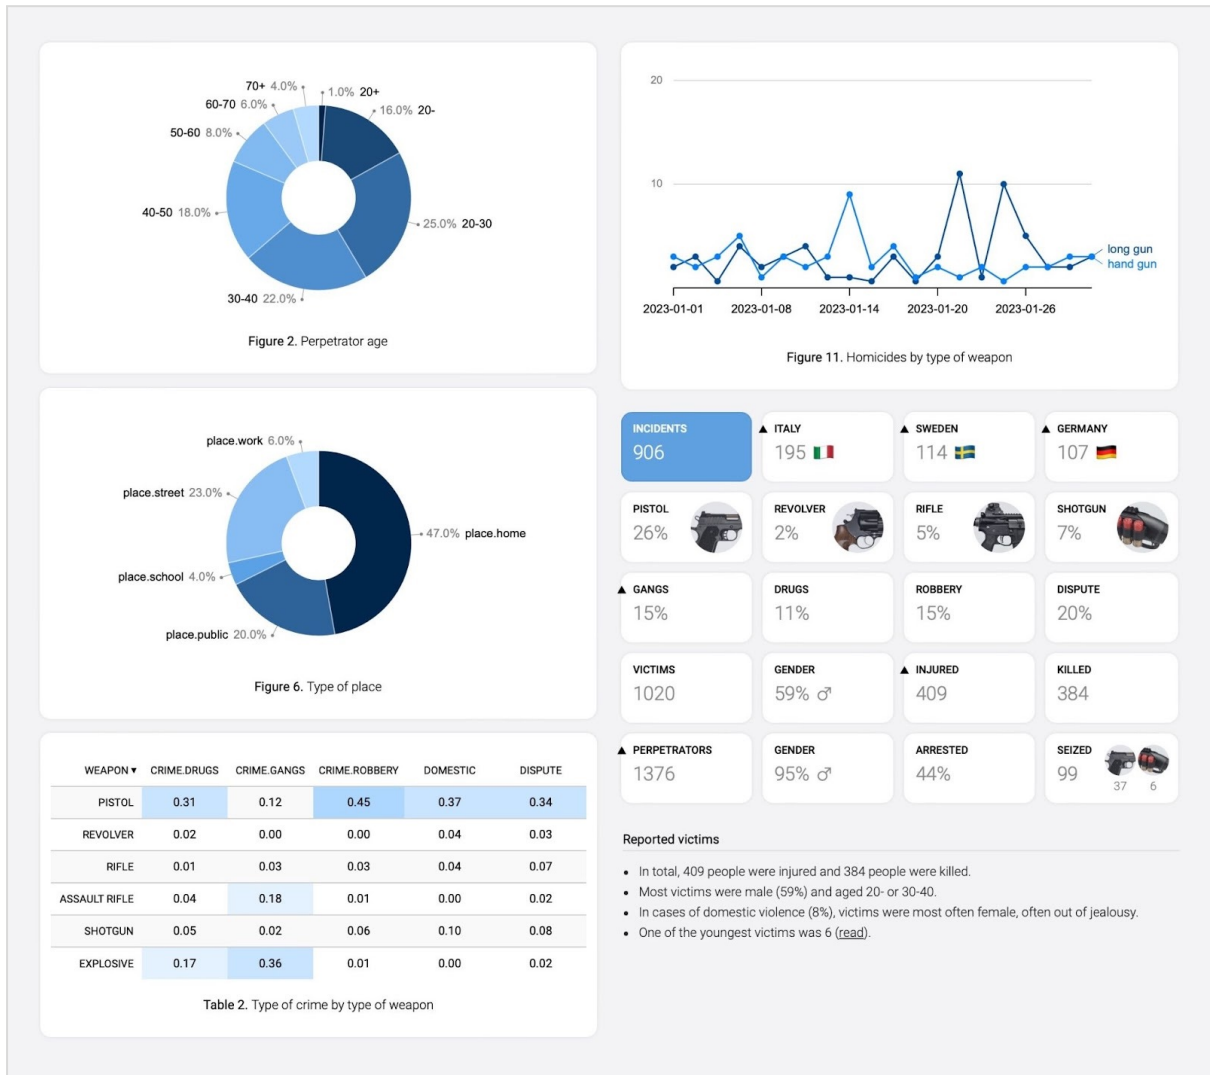 70+ 4.0%
1.0% 20+
60-70 6.0%
16.0% 20-
50-60 8.0%
40-50 18.0%
25.0% 20-30
30-40 22.0%
Figure 2. Perpetrator age
place.work 6.0%
place.street 23.0%
47.0% place.home
place.school 4.0%
place.public 20.0%
Figure 6. Type of place
WEAPON ▾ CRIME.DRUGS CRIME.GANGS CRIME.ROBBERY DOMESTIC DISPUTE
PISTOL 0.31 0.12 0.45 0.37 0.34
REVOLVER 0.02 0.00 0.00 0.04 0.03
RIFLE 0.01 0.03 0.03 0.04 0.07
ASSAULT RIFLE 0.04 0.18 0.01 0.00 0.02
SHOTGUN 0.05 0.02 0.06 0.10 0.08
EXPLOSIVE 0.17 0.36 0.01 0.00 0.02
Table 2. Type of crime by type of weapon
20
10
long gun
hand gun
2023-01-01 2023-01-08 2023-01-14 2023-01-20 2023-01-26
Figure 11. Homicides by type of weapon
INCIDENTS ▲ ITALY ▲ SWEDEN ▲ GERMANY
906 195 🇮🇹 114 🇸🇪 107 🇩🇪
PISTOL REVOLVER RIFLE SHOTGUN
26% 2% 5% 7%
▲ GANGS DRUGS ROBBERY DISPUTE
15% 11% 15% 20%
VICTIMS GENDER ▲ INJURED KILLED
1020 59% ♂ 409 384
▲ PERPETRATORS GENDER ARRESTED SEIZED
1376 95% ♂ 44% 99
37 6
Reported victims
• In total, 409 people were injured and 384 people were killed.
• Most victims were male (59%) and aged 20- or 30-40.
• In cases of domestic violence (8%), victims were most often female, often out of jealousy.
• One of the youngest victims was 6 (read).